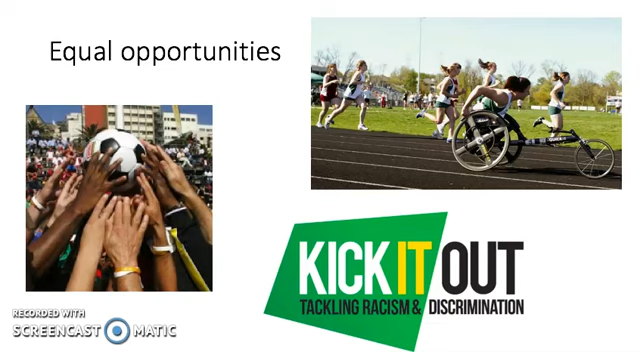 Equal opportunities
KICK IT OUT
TACKLING RACISM & DISCRIMINATION
RECORDED WITH
SCREENCAST MATIC